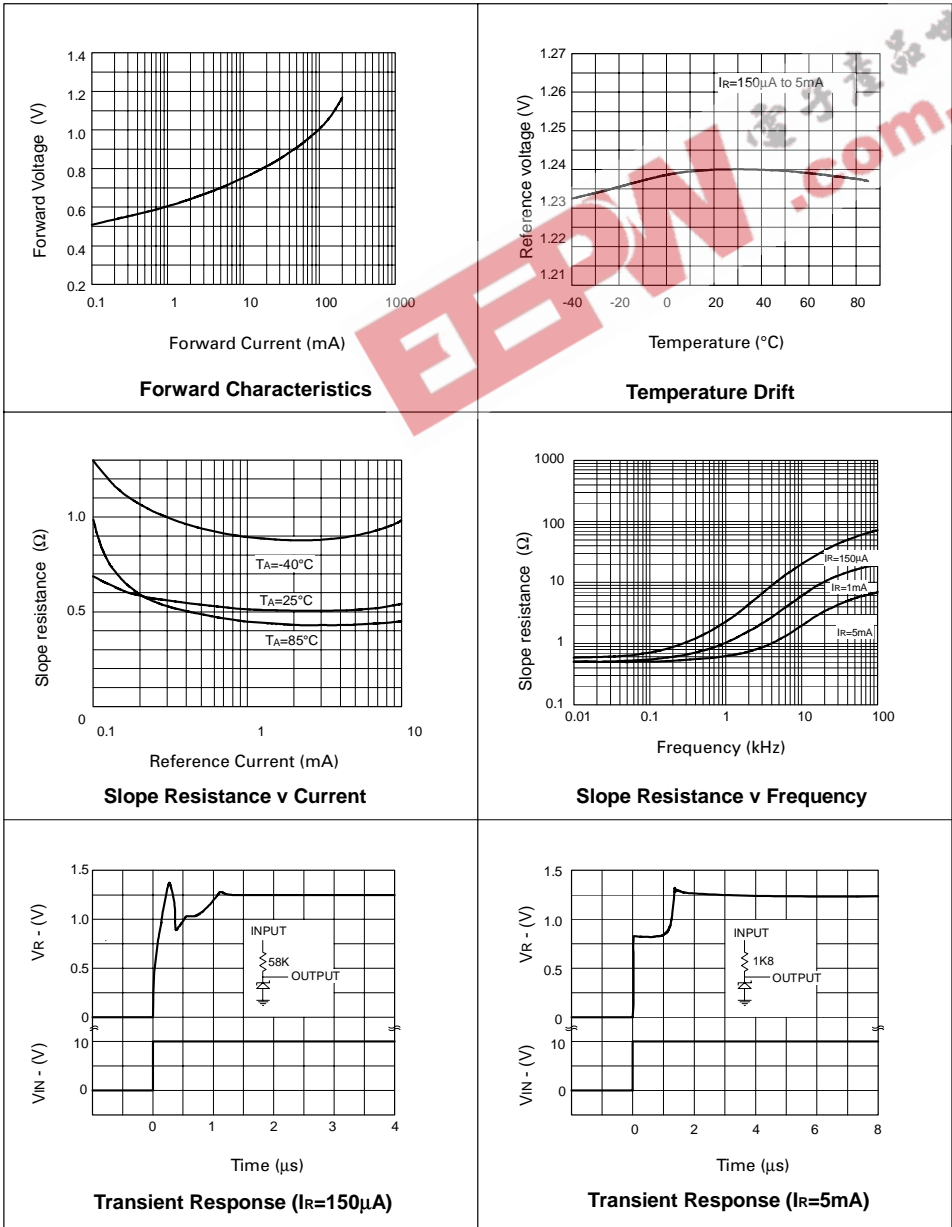 1.4
1.2
1.0
0.8
0.6
0.4
0.2
Forward Voltage (V)
0.1 1 10 100 1000
Forward Current (mA)
Forward Characteristics
1.27
1.26
1.25
1.24
1.23
1.22
1.21
Reference voltage (V)
IR=150µA to 5mA
-40 -20 0 20 40 60 80
Temperature (°C)
Temperature Drift
EEPW .com.
電子產品世
1.0
0.5
0
Slope resistance (Ω)
TA=-40°C
TA=25°C
TA=85°C
0.1 1 10
Reference Current (mA)
Slope Resistance v Current
1000
100
10
1
0.1
Slope resistance (Ω)
IR=150µA
IR=1mA
IR=5mA
0.01 0.1 1 10 100
Frequency (kHz)
Slope Resistance v Frequency
1.5
1.0
0.5
0
VR - (V)
INPUT
58K
OUTPUT
10
0
VIN - (V)
0 1 2 3 4
Time (µs)
Transient Response (IR=150µA)
1.5
1.0
0.5
0
VR - (V)
INPUT
1K8
OUTPUT
10
0
VIN - (V)
0 2 4 6 8
Time (µs)
Transient Response (IR=5mA)